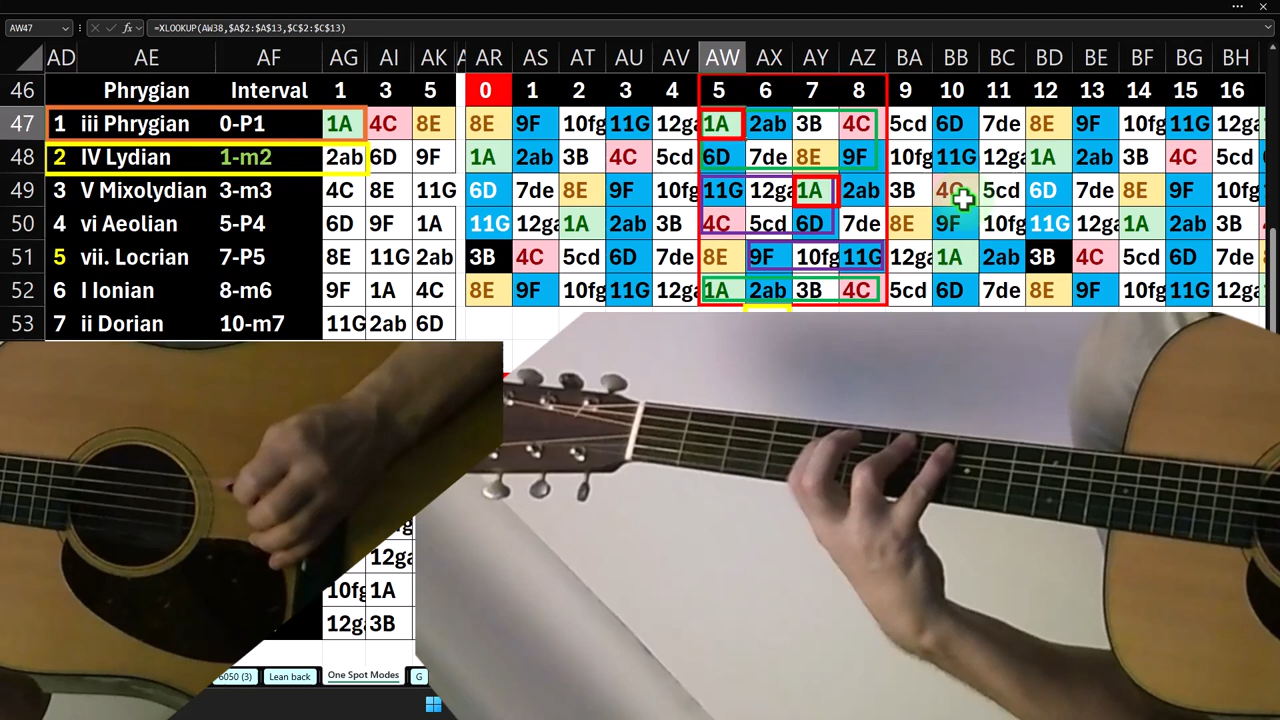 AW47 fx =XLOOKUP(AW38,$A$2:$A$13,$C$2:$C$13)
AD AE AF AG AI AK A AR AS AT AU AV AW AX AY AZ BA BB BC BD BE BF BG BH
46 Phrygian Interval 1 3 5 0 1 2 3 4 5 6 7 8 9 10 11 12 13 14 15 16
47 1 iii Phrygian 0-P1 1A 4C 8E 8E 9F 10fg 11G 12ga 1A 2ab 3B 4C 5cd 6D 7de 8E 9F 10fg 11G 12ga
48 2 IV Lydian 1-m2 2ab 6D 9F 1A 2ab 3B 4C 5cd 6D 7de 8E 9F 10fg 11G 12ga 1A 2ab 3B 4C 5cd
49 3 V Mixolydian 3-m3 4C 8E 11G 6D 7de 8E 9F 10fg 11G 12ga 1A 2ab 3B 4C 5cd 6D 7de 8E 9F 10fg
50 4 vi Aeolian 5-P4 6D 9F 1A 11G 12ga 1A 2ab 3B 4C 5cd 6D 7de 8E 9F 10fg 11G 12ga 1A 2ab 3B
51 5 vii. Locrian 7-P5 8E 11G 2ab 3B 4C 5cd 6D 7de 8E 9F 10fg 11G 12ga 1A 2ab 3B 4C 5cd 6D 7de
52 6 I Ionian 8-m6 9F 1A 4C 8E 9F 10fg 11G 12ga 1A 2ab 3B 4C 5cd 6D 7de 8E 9F 10fg 11G 12ga
53 7 ii Dorian 10-m7 11G 2ab 6D
12ga
10fg 1A
12ga 3B
6050 (3) Lean back One Spot Modes G